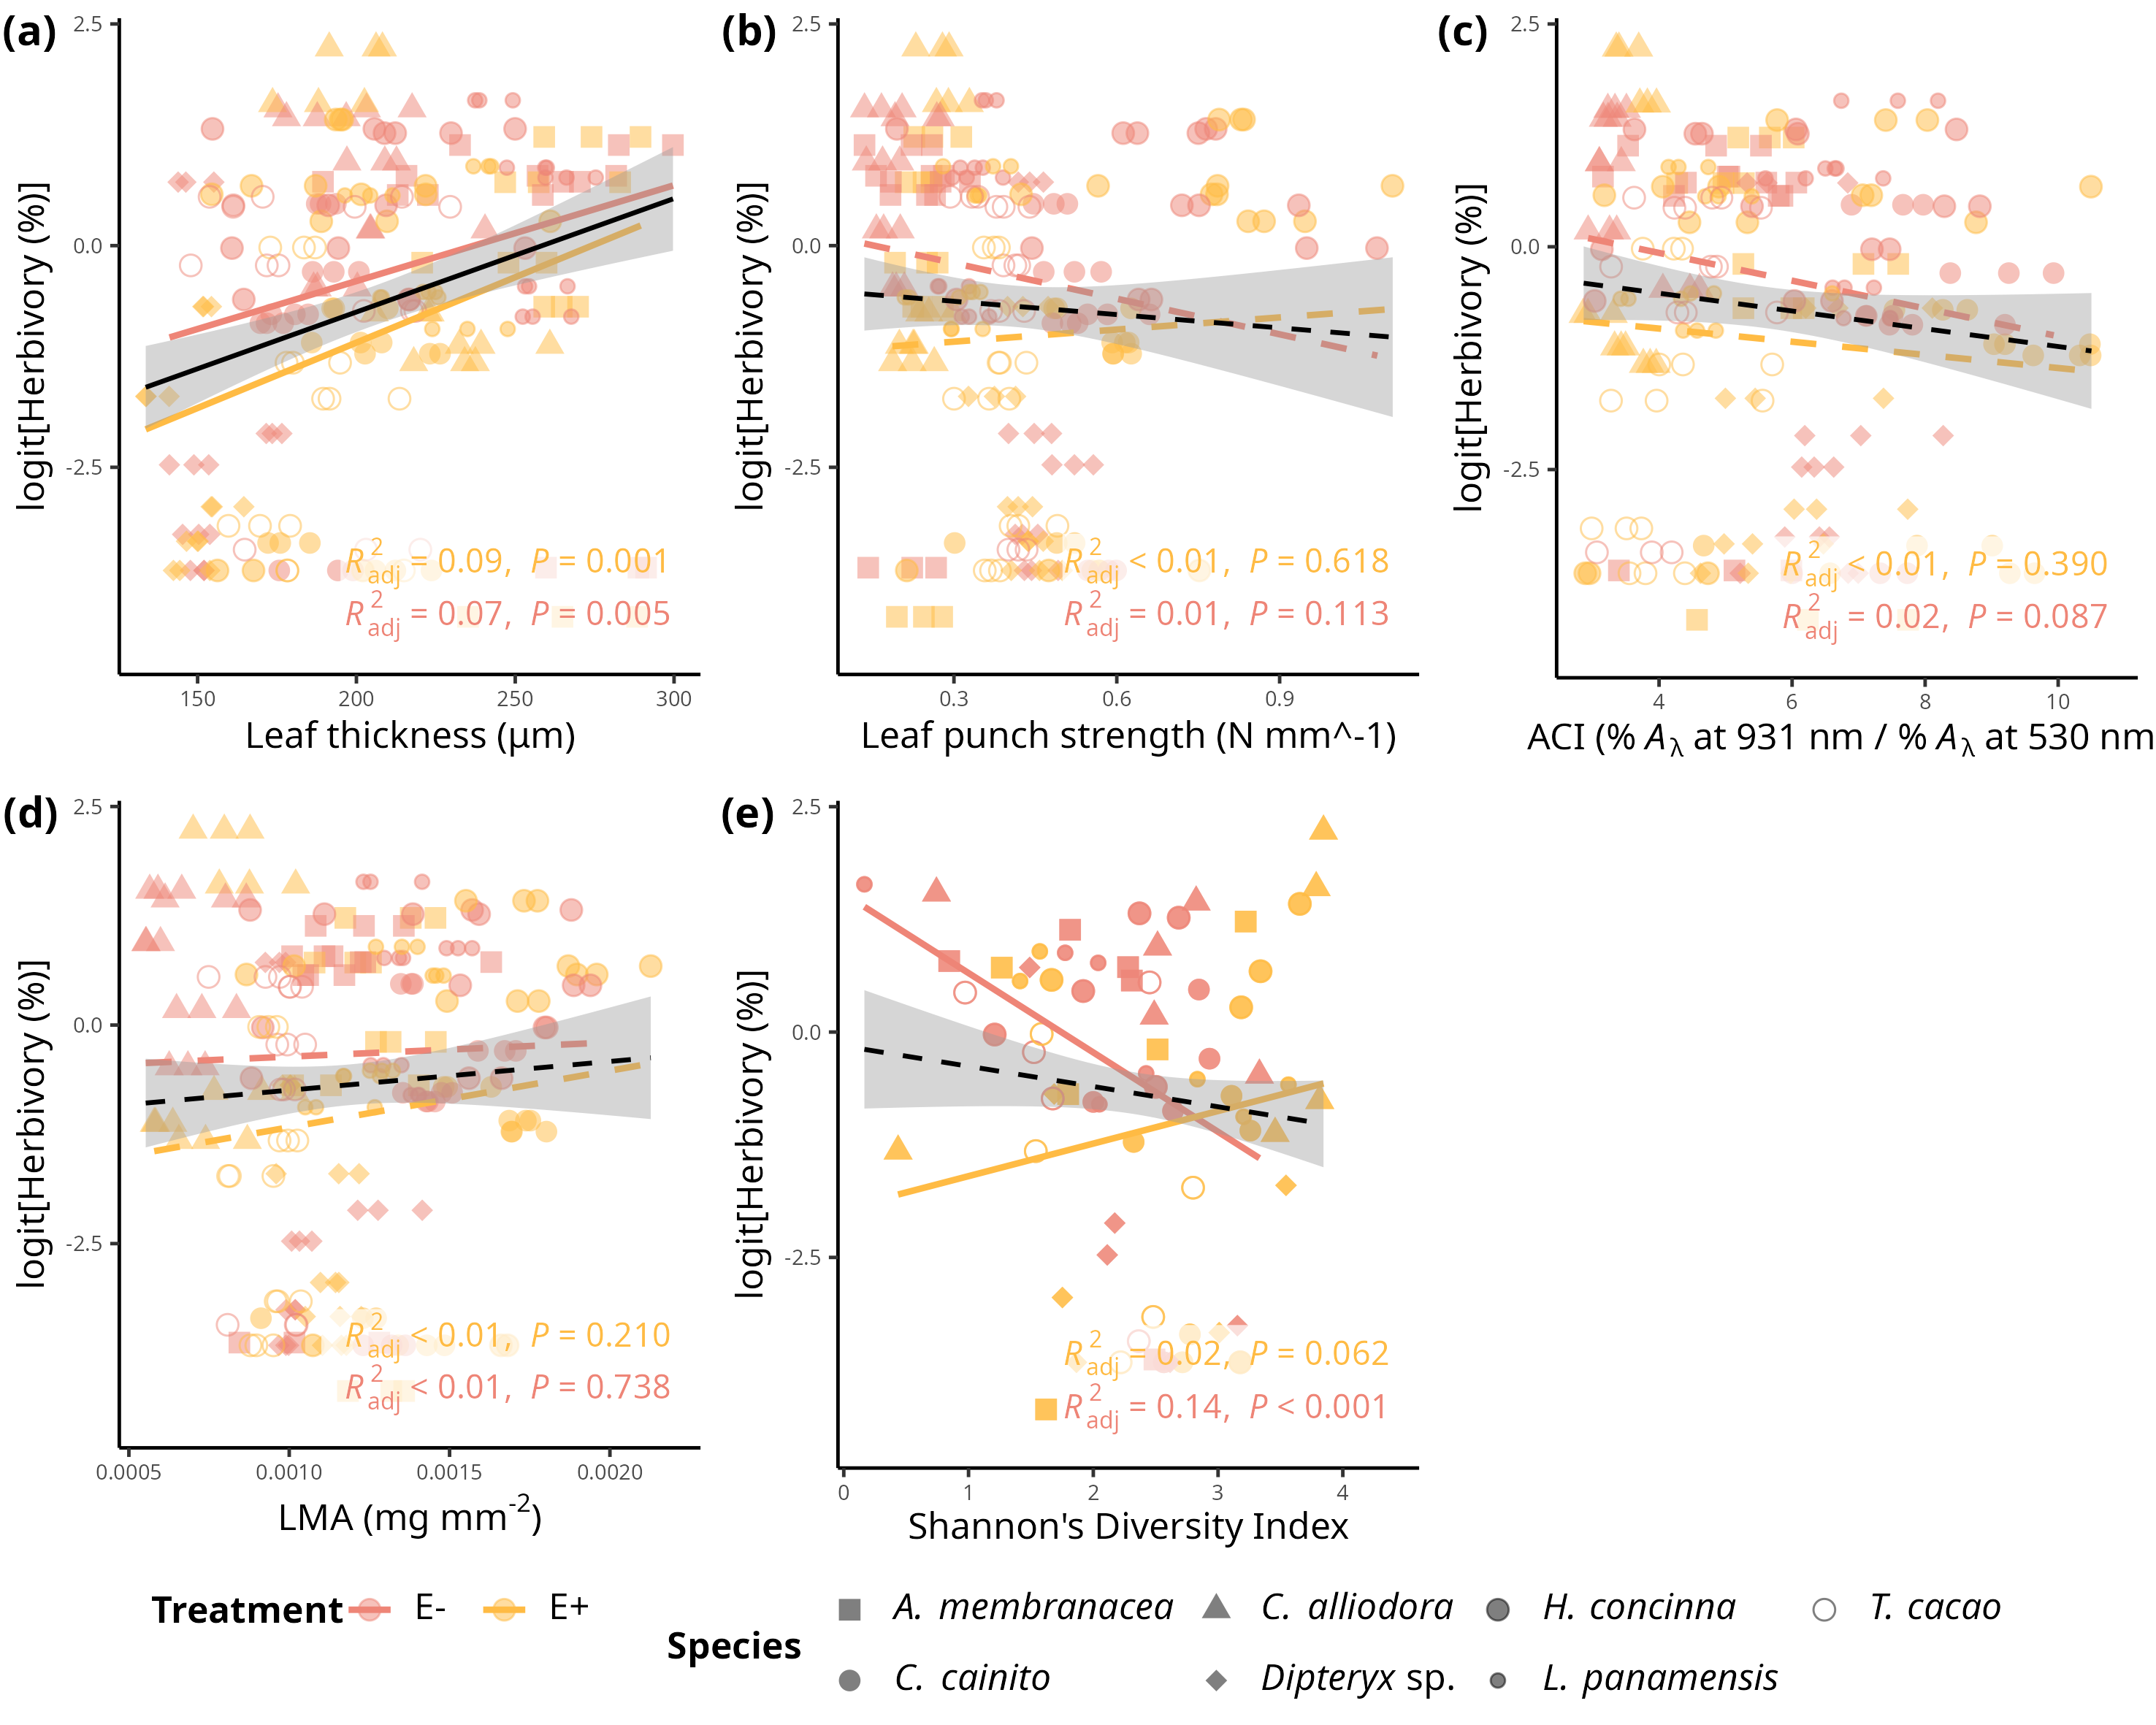 (a)
2.5
0.0
-2.5
logit[Herbivory (%)]
R²adj = 0.09, P = 0.001
R²adj = 0.07, P = 0.005
150 200 250 300
Leaf thickness (μm)
(b)
2.5
0.0
-2.5
logit[Herbivory (%)]
R²adj < 0.01, P = 0.618
R²adj = 0.01, P = 0.113
0.3 0.6 0.9
Leaf punch strength (N mm^-1)
(c)
2.5
0.0
-2.5
logit[Herbivory (%)]
R²adj < 0.01, P = 0.390
R²adj = 0.02, P = 0.087
4 6 8 10
ACI (% Aλ at 931 nm / % Aλ at 530 nm
(d)
2.5
0.0
-2.5
logit[Herbivory (%)]
R²adj < 0.01, P = 0.210
R²adj < 0.01, P = 0.738
0.0005 0.0010 0.0015 0.0020
LMA (mg mm⁻²)
(e)
2.5
0.0
-2.5
logit[Herbivory (%)]
R²adj = 0.02, P = 0.062
R²adj = 0.14, P < 0.001
0 1 2 3 4
Shannon's Diversity Index
Treatment E- E+
Species
A. membranacea C. alliodora H. concinna T. cacao
C. cainito Dipteryx sp. L. panamensis